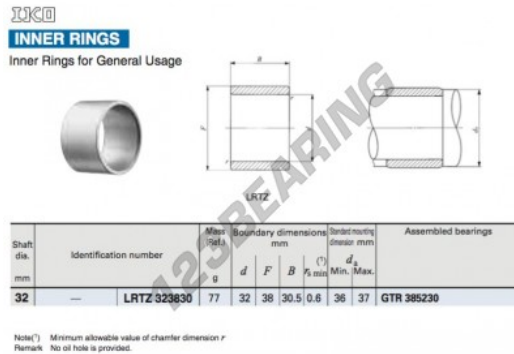 IKO
INNER RINGS
Inner Rings for General Usage
B
r
r
F
d
da
LRTZ
123BEARING
Shaft dia. mm
Identification number
Mass (Ref.) g
Boundary dimensions mm
d F B rs min (1)
Standard mounting dimension mm
da
Min. Max.
Assembled bearings
32 — LRTZ 323830 77 32 38 30.5 0.6 36 37 GTR 385230
Note(1) Minimum allowable value of chamfer dimension r
Remark No oil hole is provided.